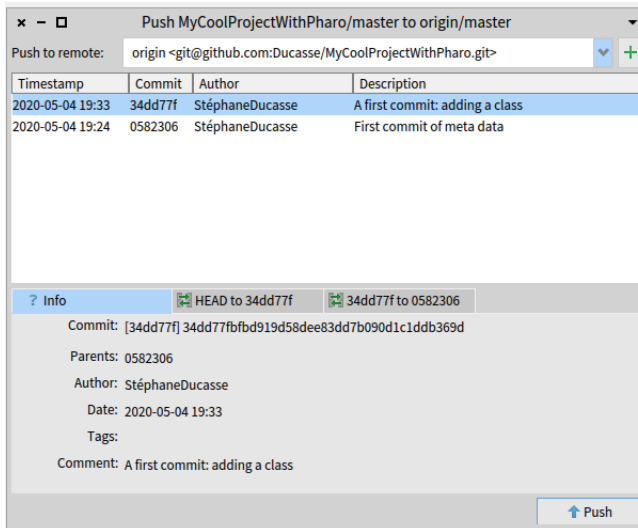 Push MyCoolProjectWithPharo/master to origin/master
Push to remote: origin <git@github.com:Ducasse/MyCoolProjectWithPharo.git>
Timestamp Commit Author Description
2020-05-04 19:33 34dd77f StéphaneDucasse A first commit: adding a class
2020-05-04 19:24 0582306 StéphaneDucasse First commit of meta data
? Info HEAD to 34dd77f 34dd77f to 0582306
Commit: [34dd77f] 34dd77fbfbd919d58dee83dd7b090d1c1ddb369d
Parents: 0582306
Author: StéphaneDucasse
Date: 2020-05-04 19:33
Tags:
Comment: A first commit: adding a class
Push